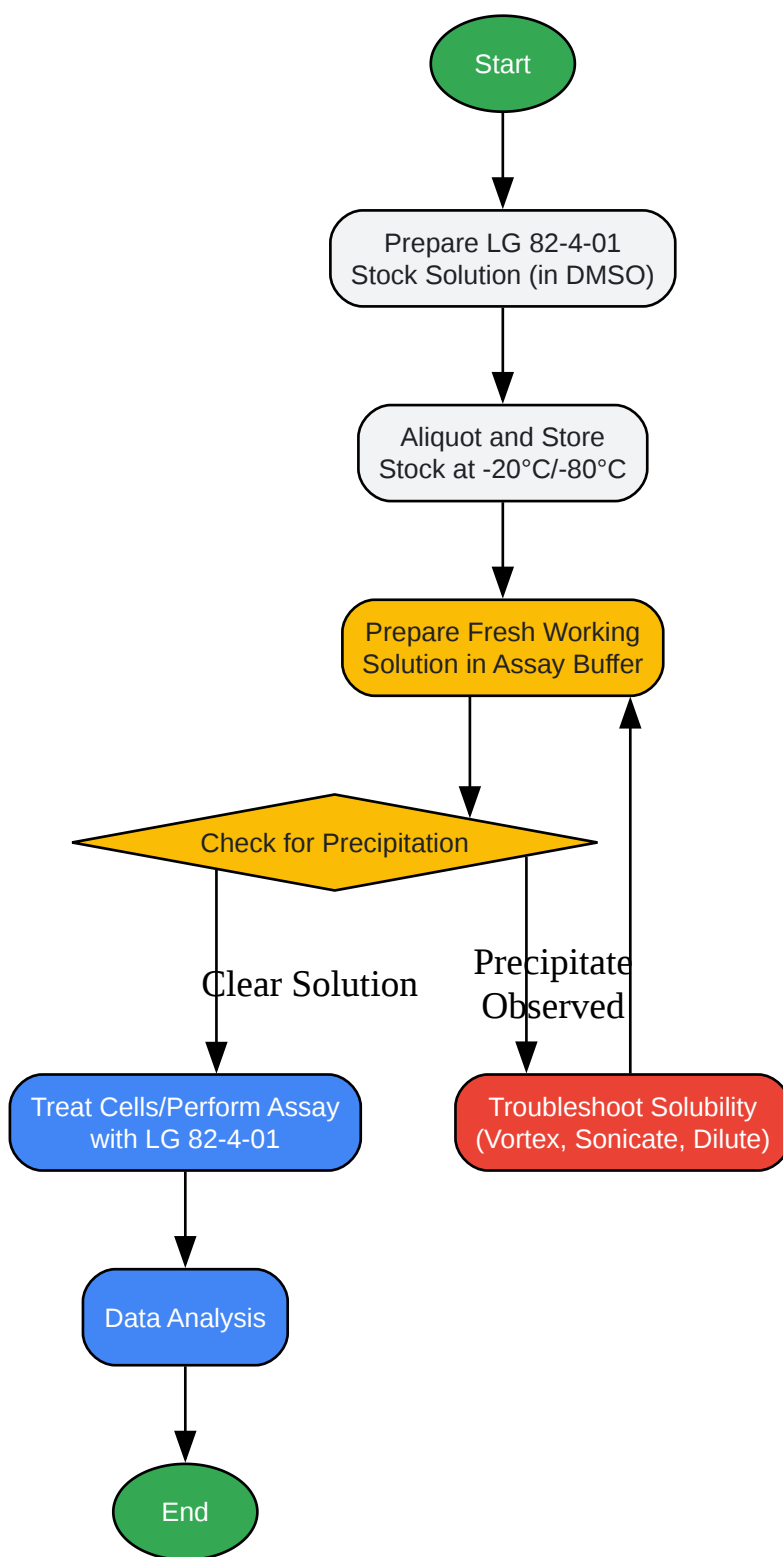 Start
Prepare LG 82-4-01
Stock Solution (in DMSO)
Aliquot and Store
Stock at -20°C/-80°C
Prepare Fresh Working
Solution in Assay Buffer
Check for Precipitation
Clear Solution
Precipitate
Observed
Treat Cells/Perform Assay
with LG 82-4-01
Troubleshoot Solubility
(Vortex, Sonicate, Dilute)
Data Analysis
End